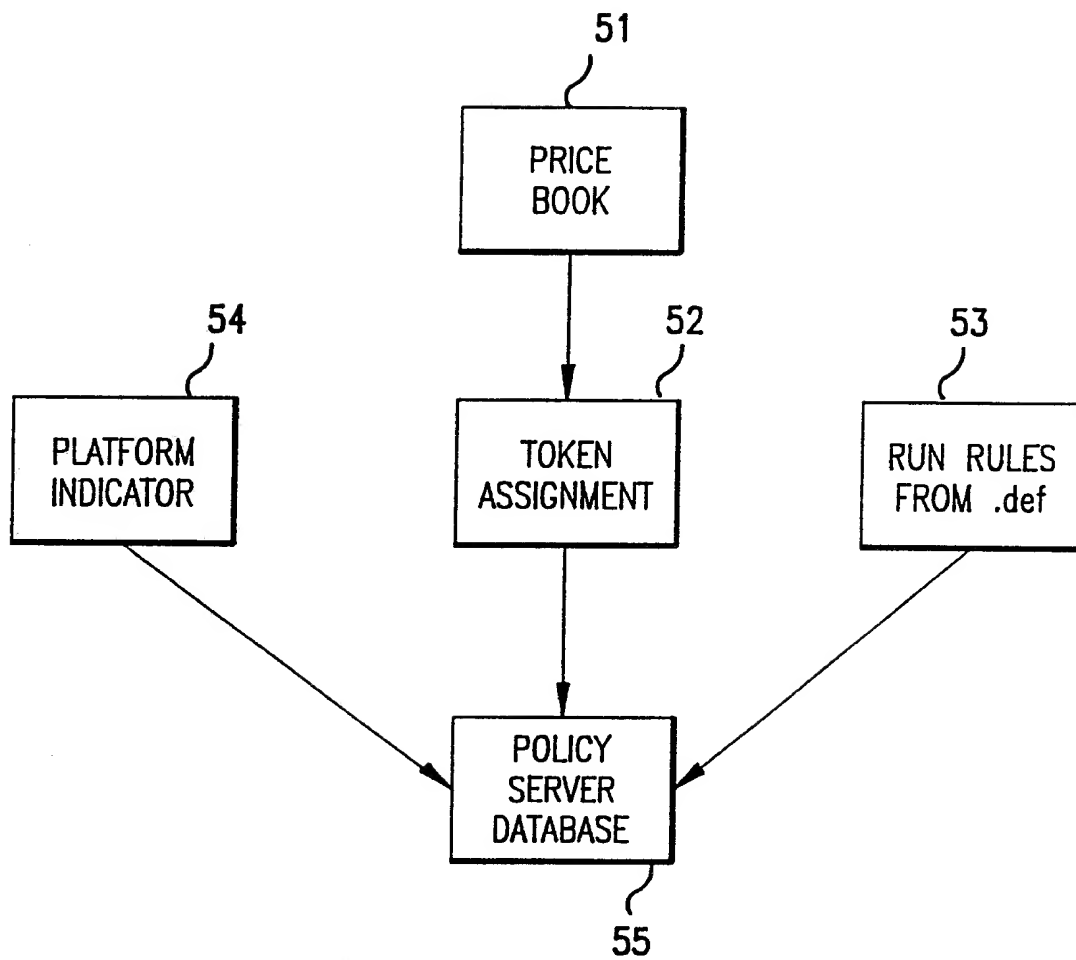 51
PRICE
BOOK
54
52
53
PLATFORM
INDICATOR
TOKEN
ASSIGNMENT
RUN RULES
FROM .def
POLICY
SERVER
DATABASE
55